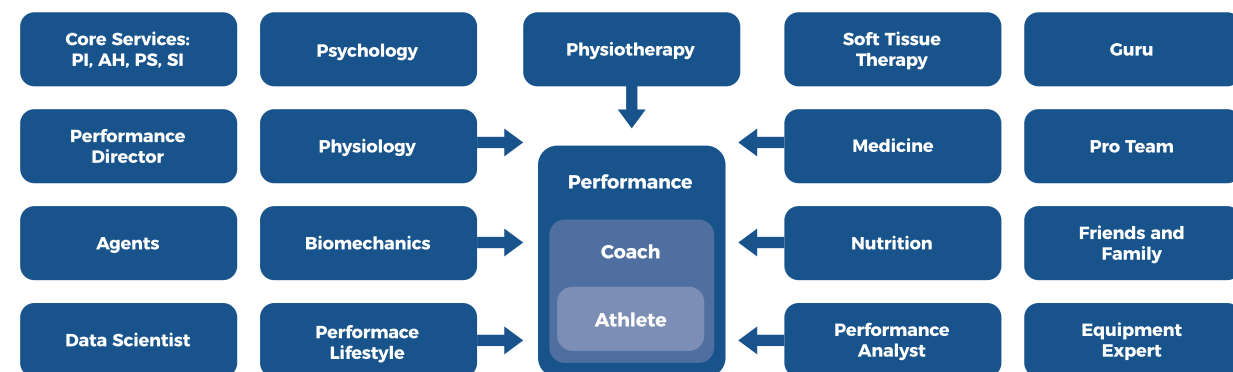 Core Services:
PI, AH, PS, SI
Psychology
Physiotherapy
Soft Tissue
Therapy
Guru
Performance
Director
Physiology
Medicine
Pro Team
Performance
Agents
Biomechanics
Coach
Nutrition
Friends and
Family
Data Scientist
Performace
Lifestyle
Athlete
Performance
Analyst
Equipment
Expert